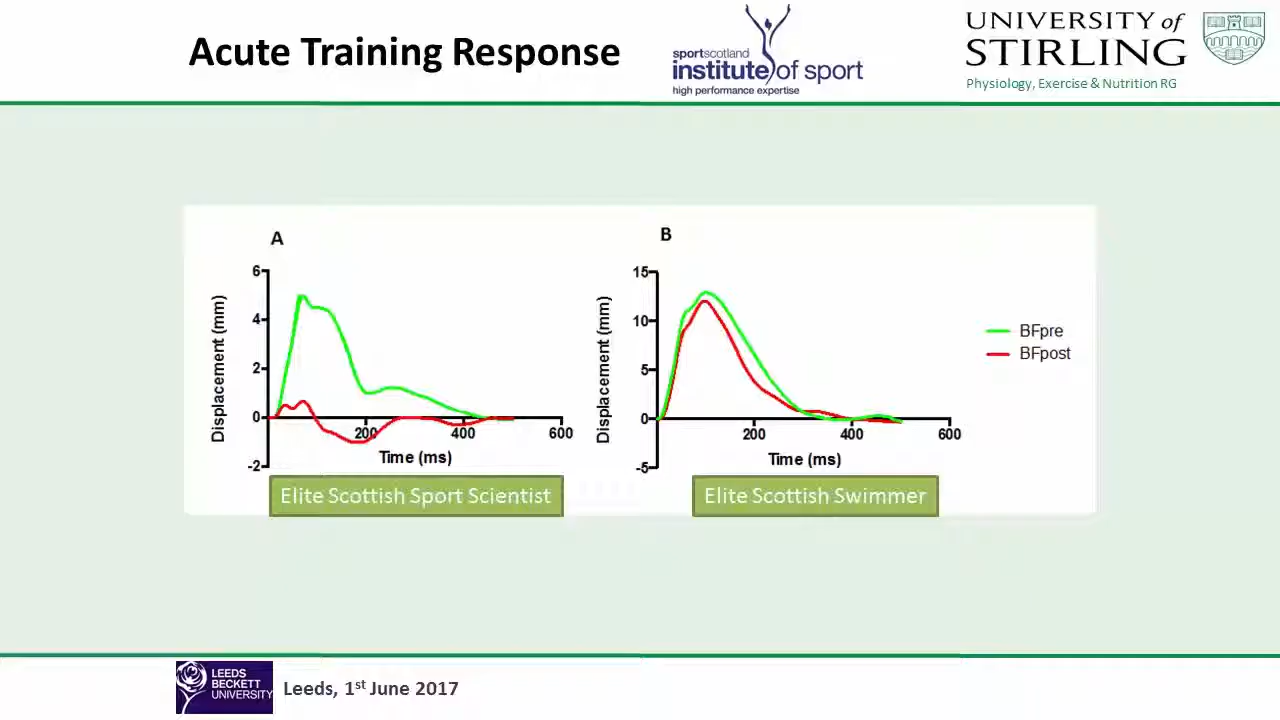 Acute Training Response
sportscotland
institute of sport
high performance expertise
UNIVERSITY of
STIRLING
Physiology, Exercise & Nutrition RG
A
6
4
2
0
-2
200
400
600
Displacement (mm)
Time (ms)
Elite Scottish Sport Scientist
B
15
10
5
0
-5
200
400
600
Displacement (mm)
Time (ms)
Elite Scottish Swimmer
BFpre
BFpost
LEEDS
BECKETT
UNIVERSITY
Leeds, 1st June 2017